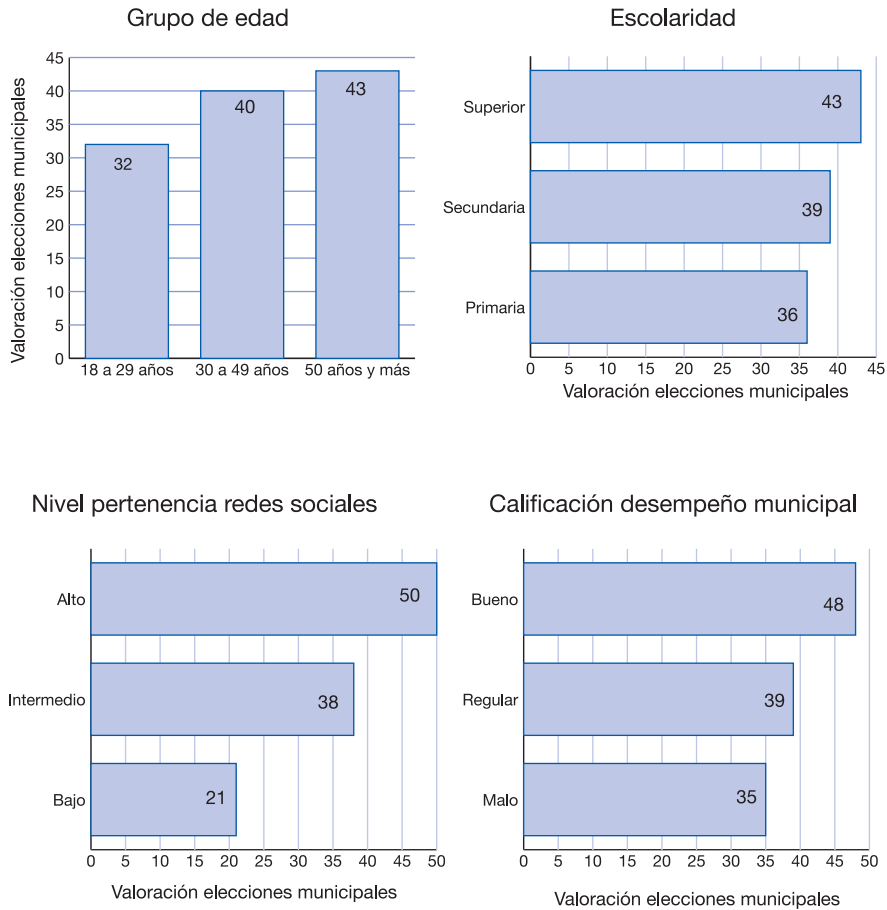 Grupo de edad
Valoración elecciones municipales
45
40
35
30
25
20
15
10
5
0
32
40
43
18 a 29 años 30 a 49 años 50 años y más
Escolaridad
Superior 43
Secundaria 39
Primaria 36
0 5 10 15 20 25 30 35 40 45
Valoración elecciones municipales
Nivel pertenencia redes sociales
Alto 50
Intermedio 38
Bajo 21
0 5 10 15 20 25 30 35 40 45 50
Valoración elecciones municipales
Calificación desempeño municipal
Bueno 48
Regular 39
Malo 35
0 5 10 15 20 25 30 35 40 45 50
Valoración elecciones municipales